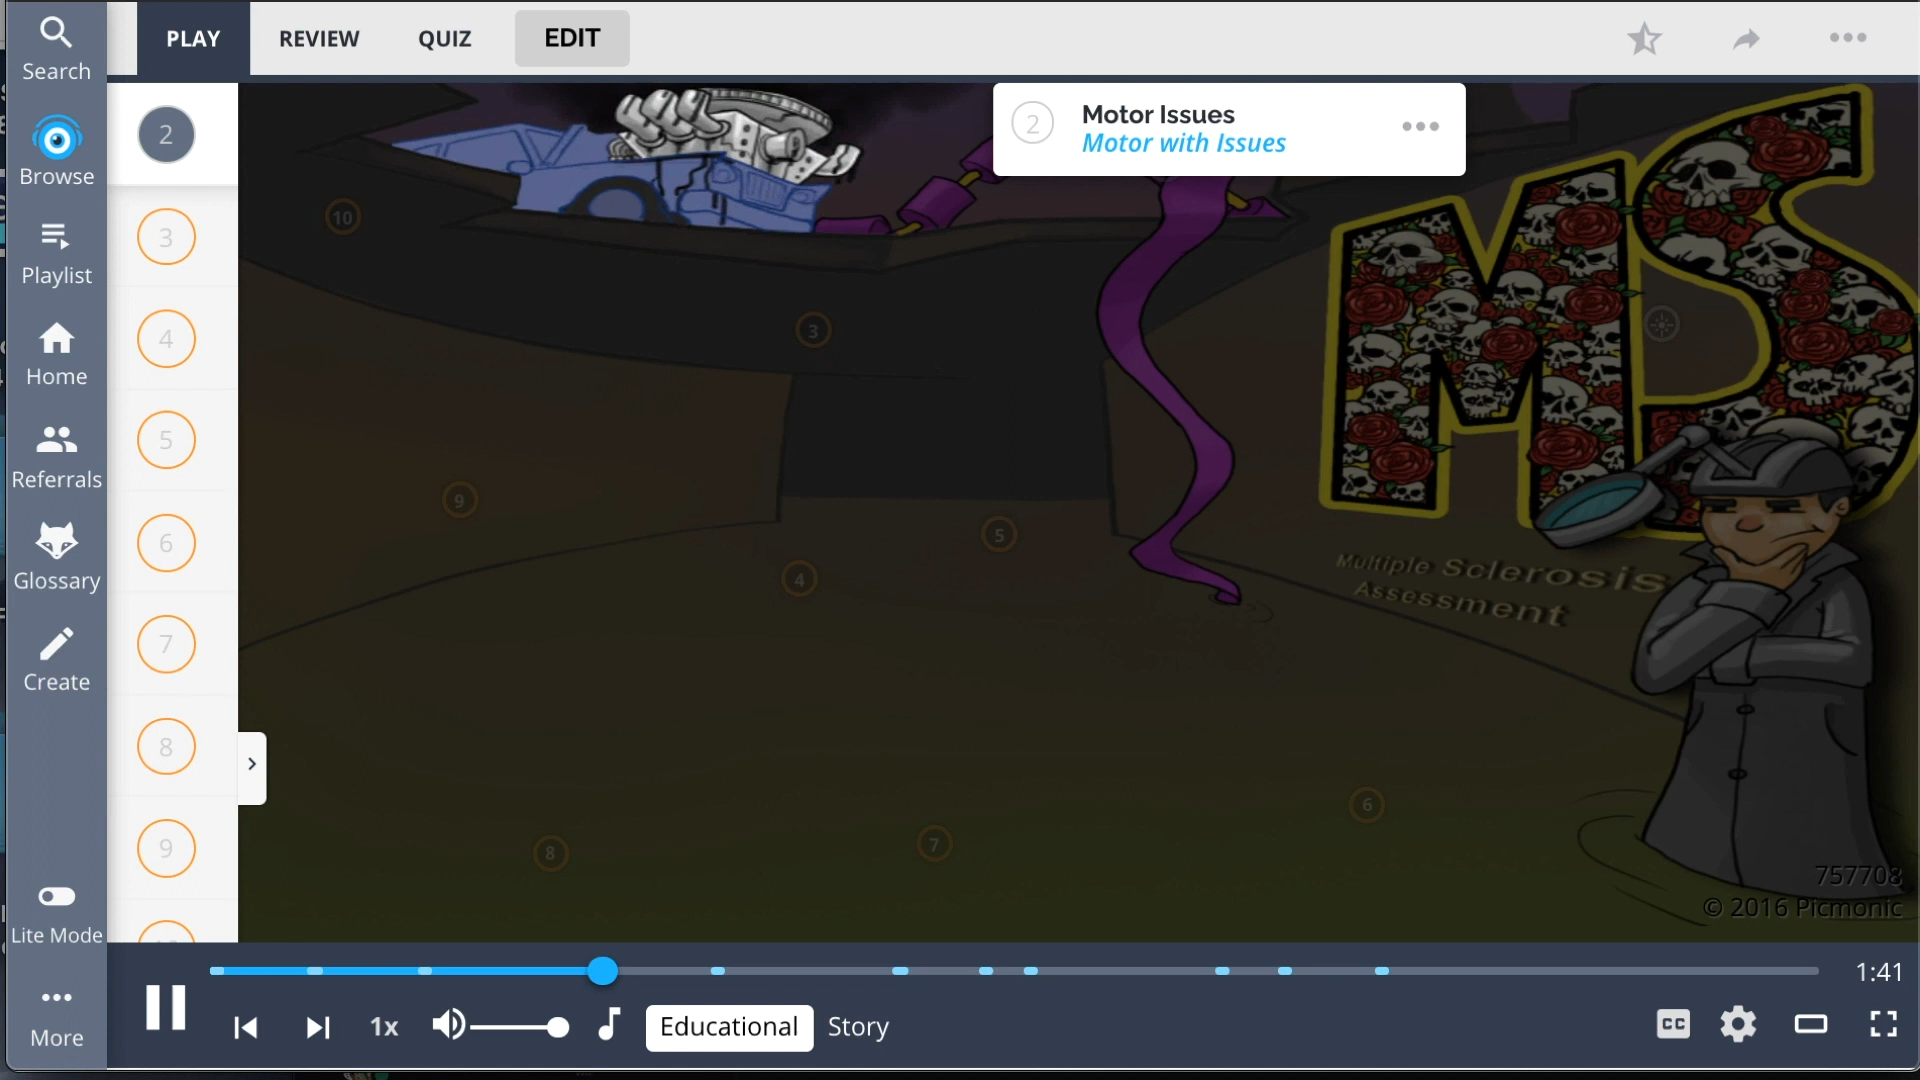 Search
Browse
Playlist
Home
Referrals
Glossary
Create
Lite Mode
More
PLAY
REVIEW
QUIZ
EDIT
2
3
4
5
6
7
8
9
2
Motor Issues
Motor with Issues
10
3
9
5
4
6
7
8
MS
Multiple Sclerosis
Assessment
757708
© 2016 Picmonic
1:41
1x
Educational
Story
CC